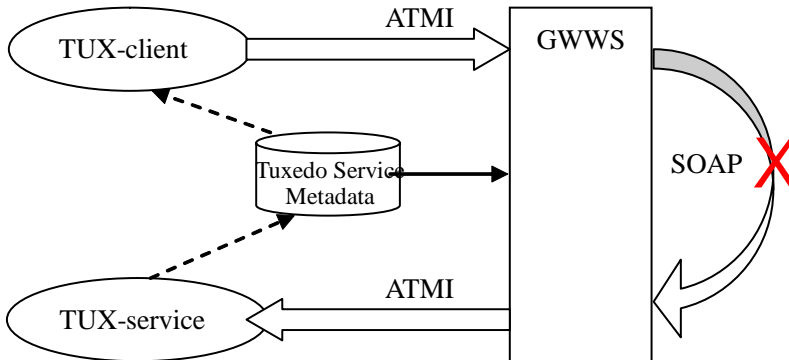 ATMI
TUX-client
GWWS
Tuxedo Service
Metadata
SOAP
ATMI
TUX-service